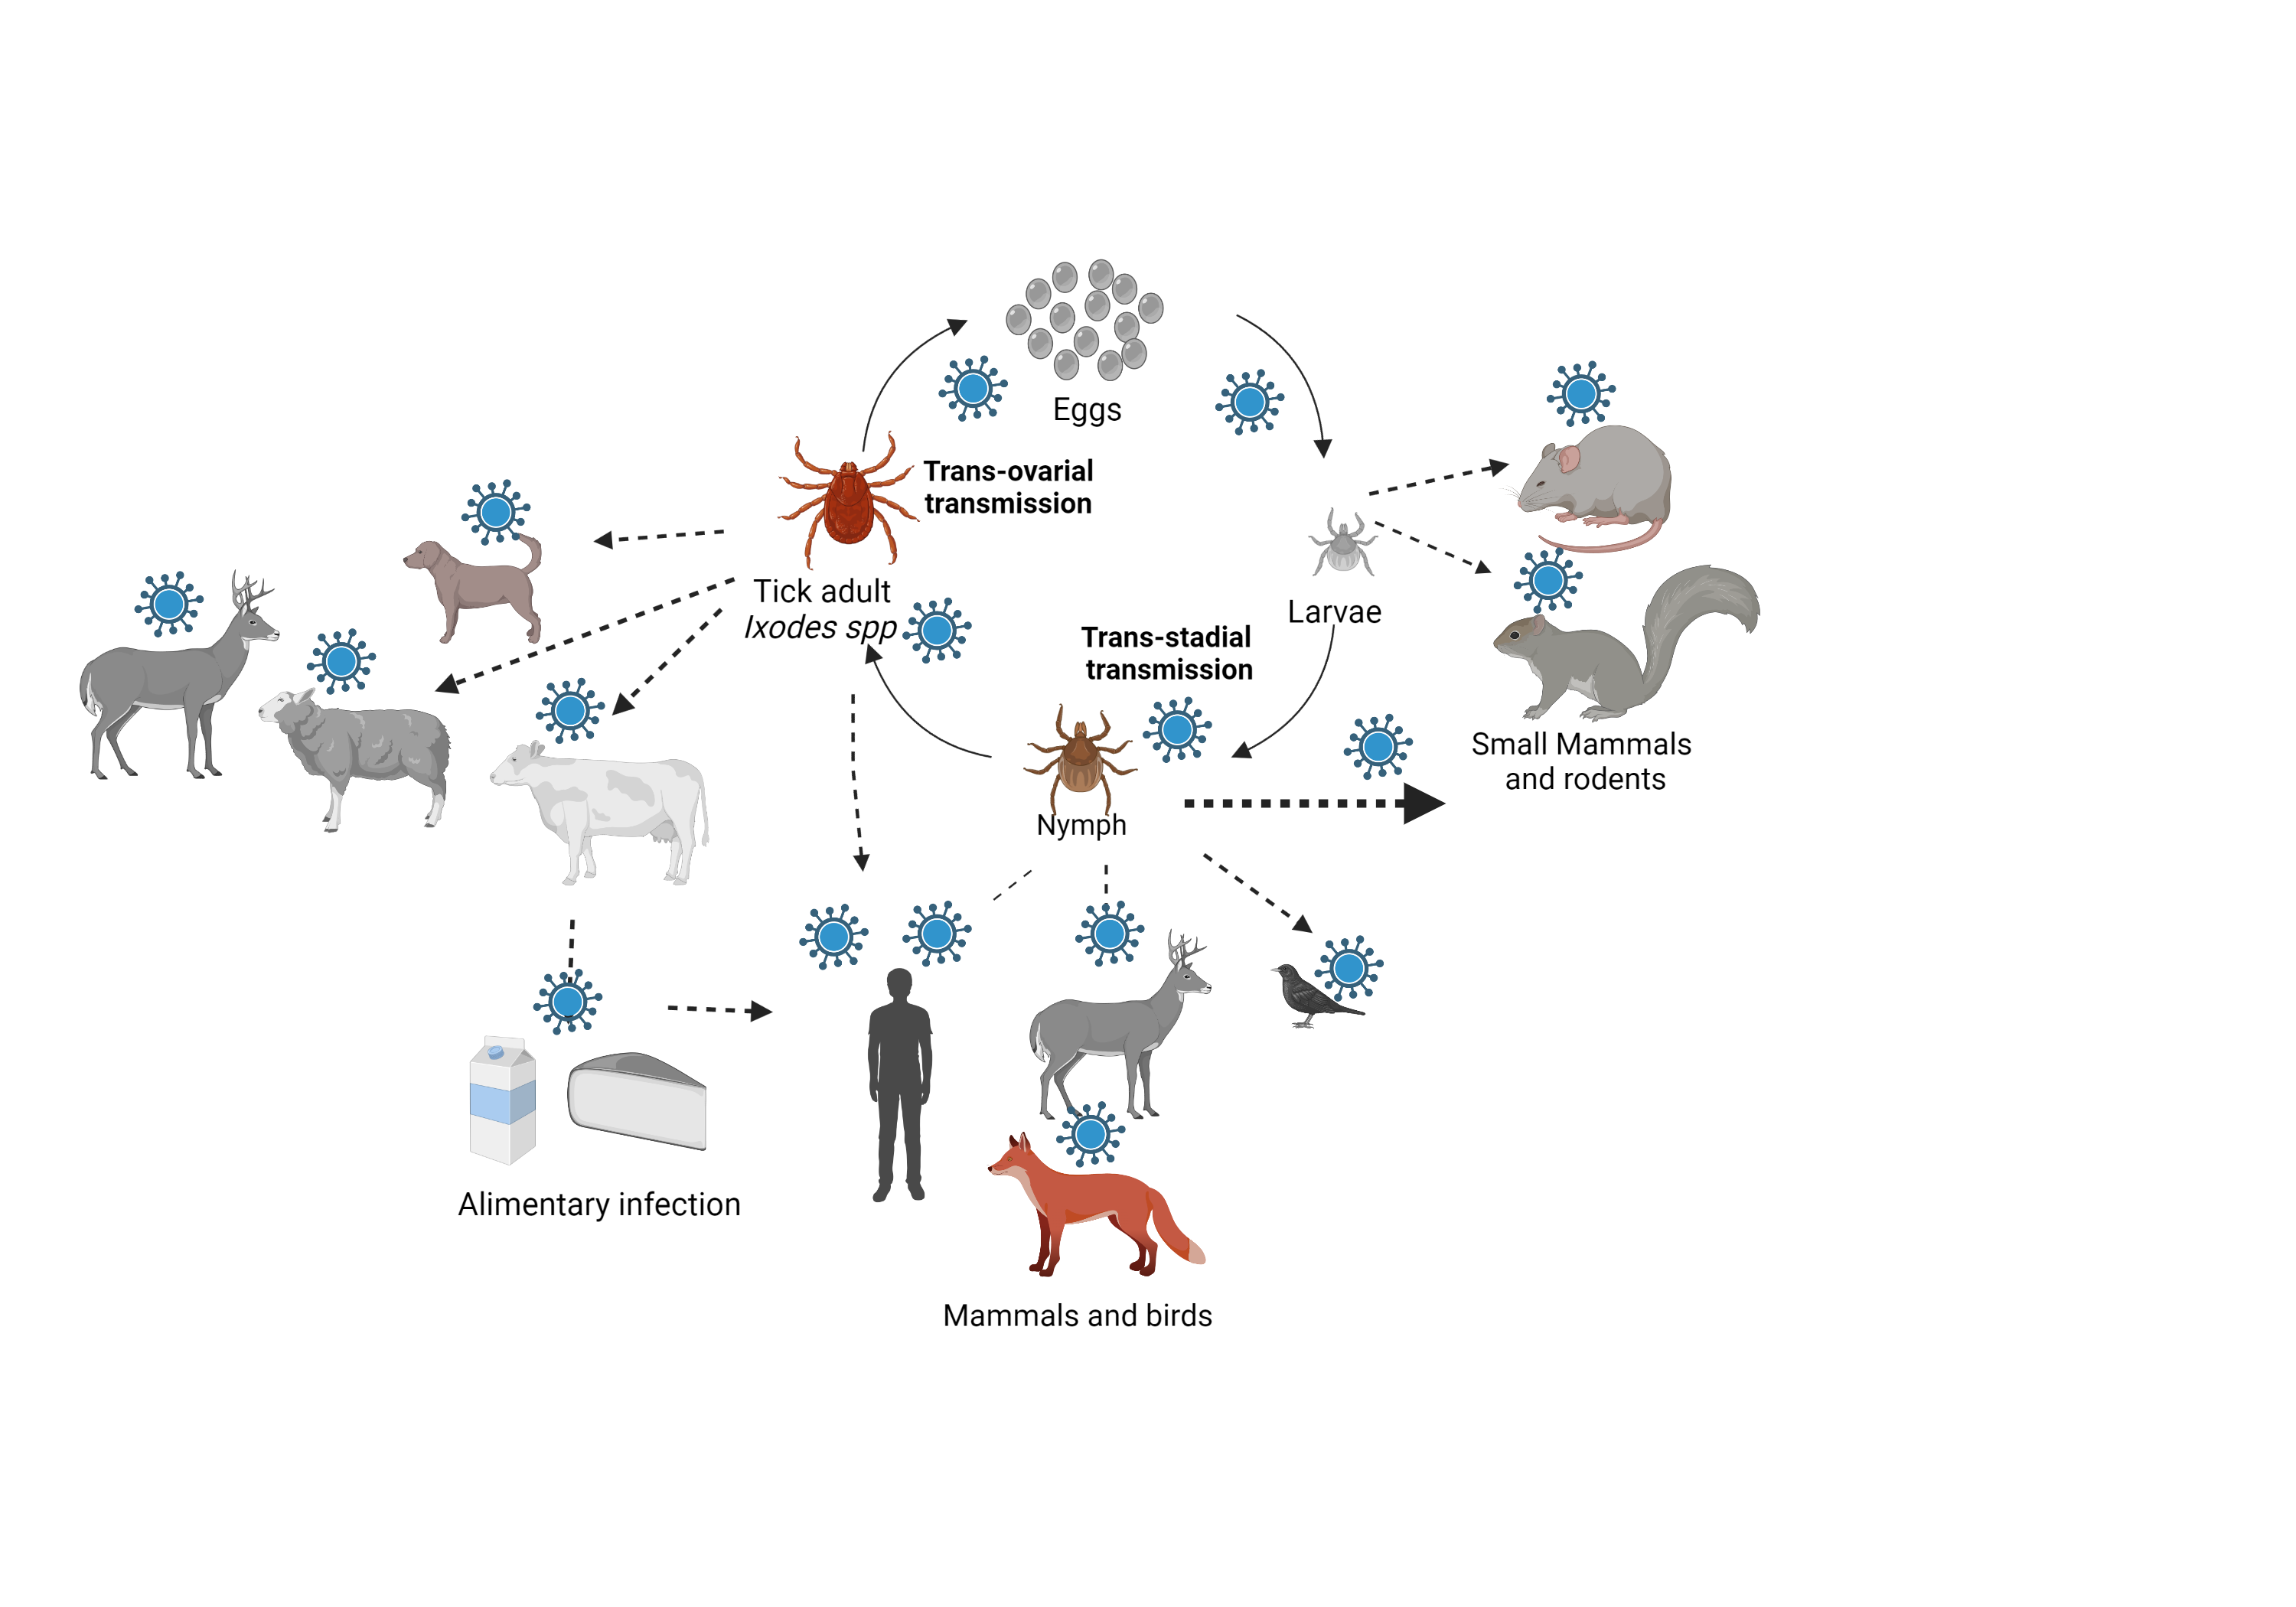 Eggs
Trans-ovarial
transmission
Tick adult
Ixodes spp
Larvae
Trans-stadial
transmission
Small Mammals
and rodents
Nymph
Alimentary infection
Mammals and birds